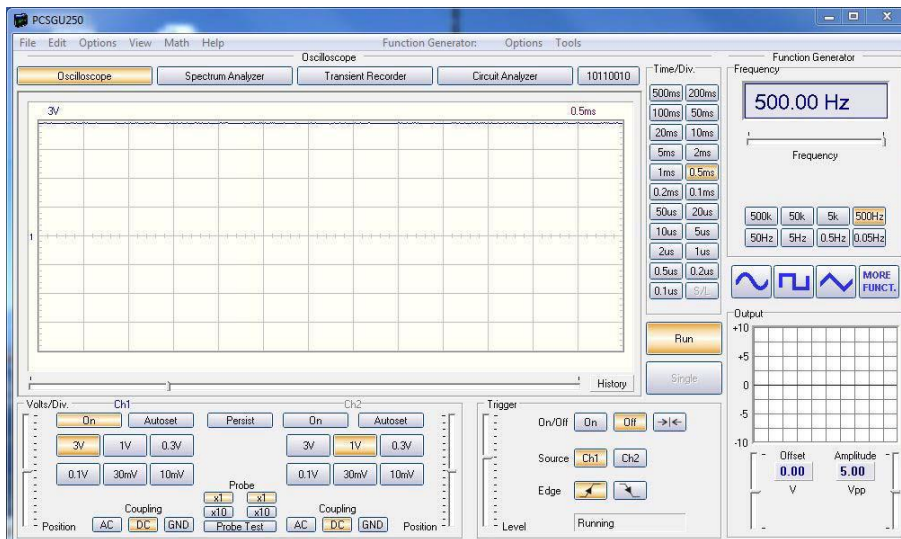 PCSGU250
File Edit Options View Math Help Function Generator: Options Tools
Oscilloscope
Oscilloscope Spectrum Analyzer Transient Recorder Circuit Analyzer 10110010
3V 0.5ms
1
History
Time/Div.
500ms 200ms
100ms 50ms
20ms 10ms
5ms 2ms
1ms 0.5ms
0.2ms 0.1ms
50us 20us
10us 5us
2us 1us
0.5us 0.2us
0.1us S/L
Run
Single
Function Generator
Frequency
500.00 Hz
Frequency
500k 50k 5k 500Hz
50Hz 5Hz 0.5Hz 0.05Hz
MORE
FUNCT.
Output
+10
+5
0
-5
-10
Offset Amplitude
0.00 5.00
V Vpp
Volts/Div. Ch1 Ch2
On Autoset Persist On Autoset
3V 1V 0.3V 3V 1V 0.3V
0.1V 30mV 10mV 0.1V 30mV 10mV
Probe
x1 x1
x10 x10
Probe Test
Coupling Coupling
Position AC DC GND AC DC GND Position
Trigger
On/Off On Off
Source Ch1 Ch2
Edge
Level Running